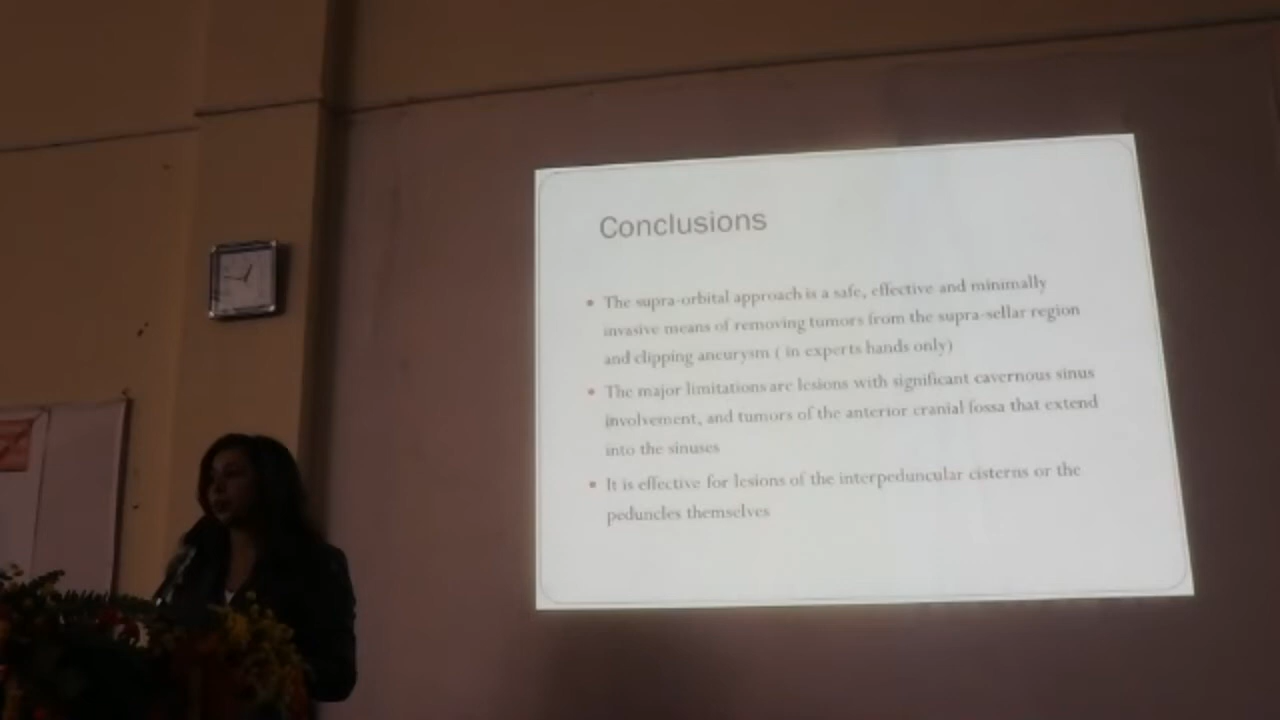 Conclusions
The supra-orbital approach is a safe, effective and minimally
invasive means of removing tumors from the supra-sellar region
and clipping aneurysm ( in experts hands only)
The major limitations are lesions with significant cavernous sinus
involvement, and tumors of the anterior cranial fossa that extend
into the sinuses
It is effective for lesions of the interpeduncular cisterns or the
peduncles themselves